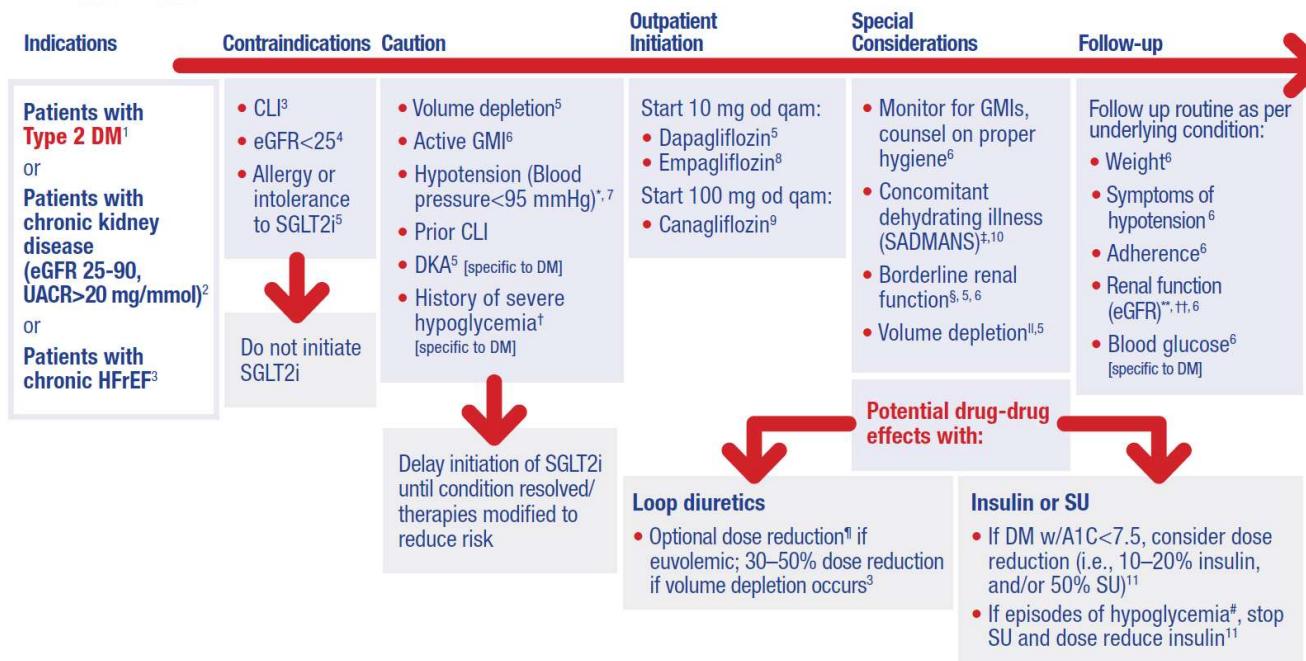 Indications
Contraindications
Caution
Outpatient
Initiation
Special
Considerations
Follow-up
Patients with
Type 2 DM¹
or
Patients with
chronic kidney
disease
(eGFR 25-90,
UACR>20 mg/mmol)²
or
Patients with
chronic HFrEF³
• CLI³
• eGFR<25⁴
• Allergy or
intolerance
to SGLT2i⁵
Do not initiate
SGLT2i
• Volume depletion⁵
• Active GMI⁶
• Hypotension (Blood
pressure<95 mmHg)*,⁷
• Prior CLI
• DKA⁵ [specific to DM]
• History of severe
hypoglycemia†
[specific to DM]
Delay initiation of SGLT2i
until condition resolved/
therapies modified to
reduce risk
Start 10 mg od qam:
• Dapagliflozin⁵
• Empagliflozin⁸
Start 100 mg od qam:
• Canagliflozin⁹
• Monitor for GMIs,
counsel on proper
hygiene⁶
• Concomitant
dehydrating illness
(SADMANS)‡,¹⁰
• Borderline renal
function§, ⁵, ⁶
• Volume depletion||,⁵
Follow up routine as per
underlying condition:
• Weight⁶
• Symptoms of
hypotension⁶
• Adherence⁶
• Renal function
(eGFR)**, ††, ⁶
• Blood glucose⁶
[specific to DM]
Potential drug-drug
effects with:
Loop diuretics
• Optional dose reduction¶ if
euvolemic; 30–50% dose reduction
if volume depletion occurs³
Insulin or SU
• If DM w/A1C<7.5, consider dose
reduction (i.e., 10–20% insulin,
and/or 50% SU)¹¹
• If episodes of hypoglycemia#, stop
SU and dose reduce insulin¹¹